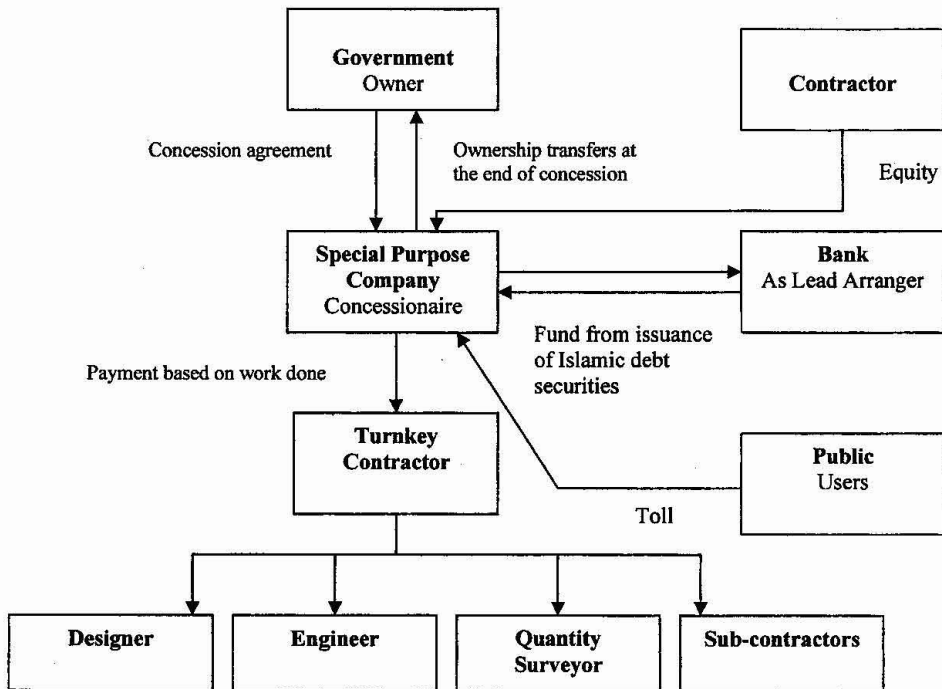 Government
Owner
Contractor
Concession agreement
Ownership transfers at
the end of concession
Equity
Special Purpose
Company
Concessionaire
Bank
As Lead Arranger
Fund from issuance
of Islamic debt
securities
Payment based on work done
Turnkey
Contractor
Public
Users
Toll
Designer
Engineer
Quantity
Surveyor
Sub-contractors